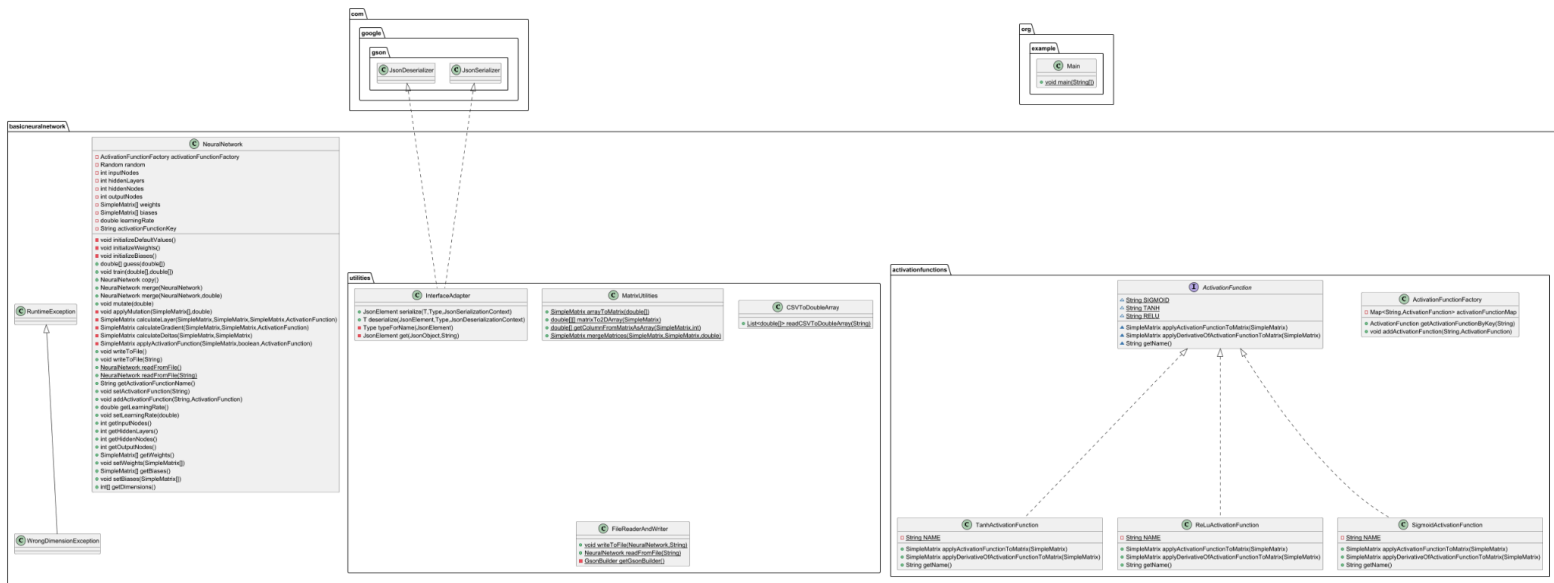 com
google
gson
C JsonDeserializer
C JsonSerializer
org
example
C Main
void main(String[])
basicneuralnetwork
C NeuralNetwork
ActivationFunctionFactory activationFunctionFactory
Random random
int inputNodes
int hiddenLayers
int hiddenNodes
int outputNodes
SimpleMatrix[] weights
SimpleMatrix[] biases
double learningRate
String activationFunctionKey
void initializeDefaultValues()
void initializeWeights()
void initializeBiases()
double[] guess(double[])
void train(double[],double[])
NeuralNetwork copy()
NeuralNetwork merge(NeuralNetwork)
NeuralNetwork merge(NeuralNetwork,double)
void mutate(double)
void applyMutation(SimpleMatrix[],double)
SimpleMatrix calculateLayer(SimpleMatrix,SimpleMatrix,SimpleMatrix,ActivationFunction)
SimpleMatrix calculateGradient(SimpleMatrix,SimpleMatrix,ActivationFunction)
SimpleMatrix calculateDeltas(SimpleMatrix,SimpleMatrix)
SimpleMatrix applyActivationFunction(SimpleMatrix,boolean,ActivationFunction)
void writeToFile()
void writeToFile(String)
NeuralNetwork readFromFile()
NeuralNetwork readFromFile(String)
String getActivationFunctionName()
void setActivationFunction(String)
void addActivationFunction(String,ActivationFunction)
double getLearningRate()
void setLearningRate(double)
int getInputNodes()
int getHiddenLayers()
int getHiddenNodes()
int getOutputNodes()
SimpleMatrix[] getWeights()
void setWeights(SimpleMatrix[])
SimpleMatrix[] getBiases()
void setBiases(SimpleMatrix[])
int[] getDimensions()
C RuntimeException
C WrongDimensionException
utilities
C InterfaceAdapter
JsonElement serialize(T,Type,JsonSerializationContext)
T deserialize(JsonElement,Type,JsonDeserializationContext)
Type typeForName(JsonElement)
JsonElement get(JsonObject,String)
C MatrixUtilities
SimpleMatrix arrayToMatrix(double[])
double[][] matrixTo2DArray(SimpleMatrix)
double[] getColumnFromMatrixAsArray(SimpleMatrix,int)
SimpleMatrix mergeMatrices(SimpleMatrix,SimpleMatrix,double)
C CSVToDoubleArray
List<double[]> readCSVToDoubleArray(String)
C FileReaderAndWriter
void writeToFile(NeuralNetwork,String)
NeuralNetwork readFromFile(String)
GsonBuilder getGsonBuilder()
activationfunctions
I ActivationFunction
String SIGMOID
String TANH
String RELU
SimpleMatrix applyActivationFunctionToMatrix(SimpleMatrix)
SimpleMatrix applyDerivativeOfActivationFunctionToMatrix(SimpleMatrix)
String getName()
C ActivationFunctionFactory
Map<String,ActivationFunction> activationFunctionMap
ActivationFunction getActivationFunctionByKey(String)
void addActivationFunction(String,ActivationFunction)
C TanhActivationFunction
String NAME
SimpleMatrix applyActivationFunctionToMatrix(SimpleMatrix)
SimpleMatrix applyDerivativeOfActivationFunctionToMatrix(SimpleMatrix)
String getName()
C ReLuActivationFunction
String NAME
SimpleMatrix applyActivationFunctionToMatrix(SimpleMatrix)
SimpleMatrix applyDerivativeOfActivationFunctionToMatrix(SimpleMatrix)
String getName()
C SigmoidActivationFunction
String NAME
SimpleMatrix applyActivationFunctionToMatrix(SimpleMatrix)
SimpleMatrix applyDerivativeOfActivationFunctionToMatrix(SimpleMatrix)
String getName()